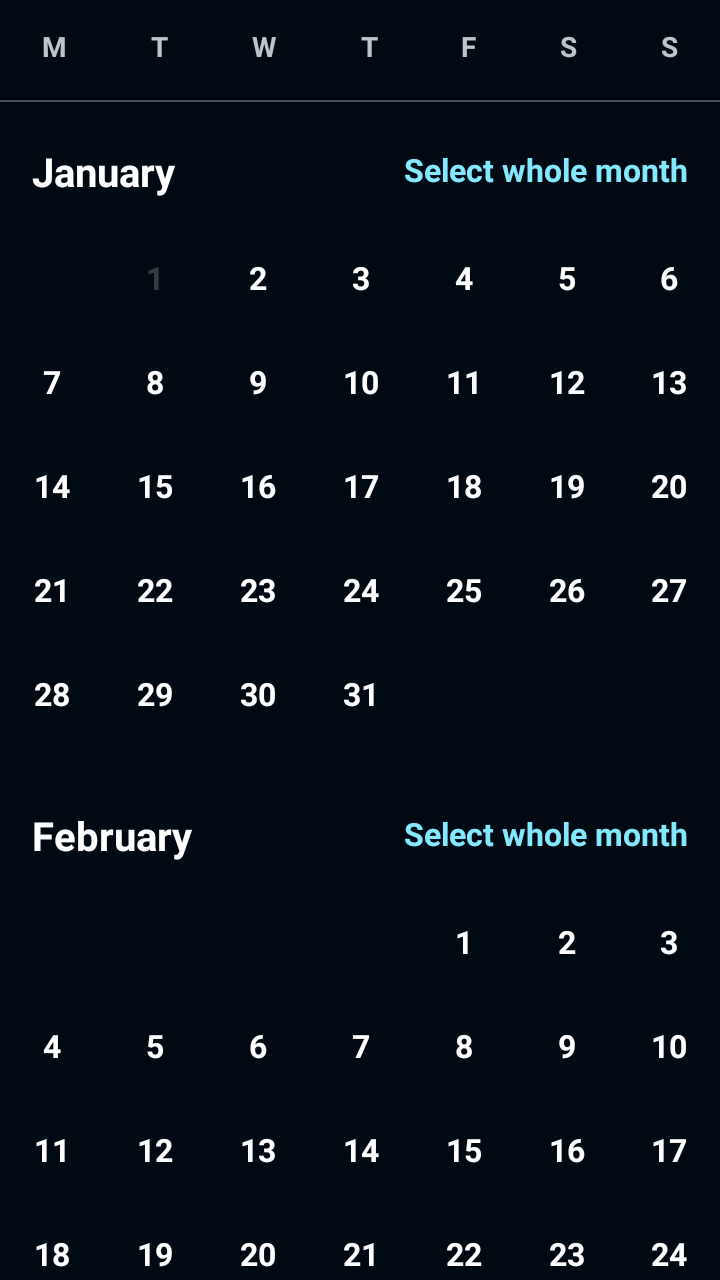 M T W T F S S
January Select whole month
1 2 3 4 5 6
7 8 9 10 11 12 13
14 15 16 17 18 19 20
21 22 23 24 25 26 27
28 29 30 31
February Select whole month
1 2 3
4 5 6 7 8 9 10
11 12 13 14 15 16 17
18 19 20 21 22 23 24